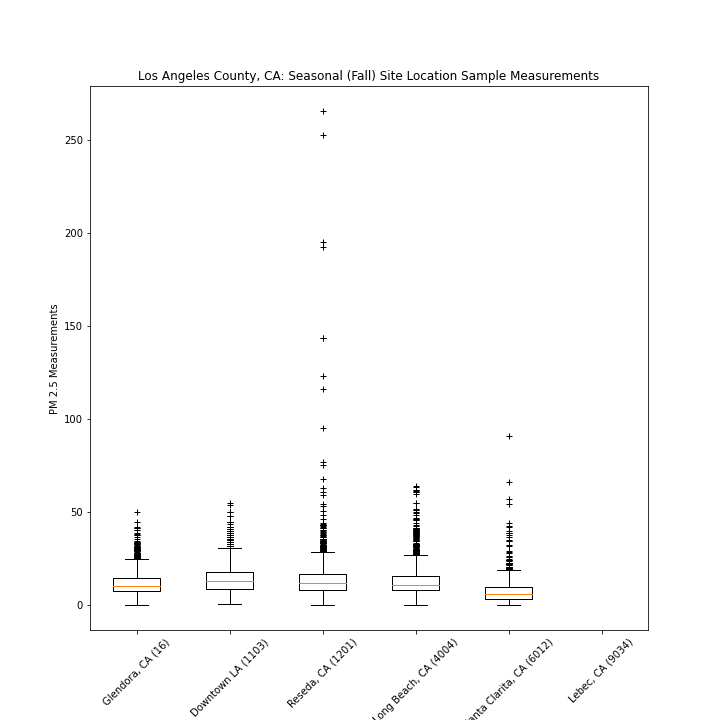 Los Angeles County, CA: Seasonal (Fall) Site Location Sample Measurements
PM 2.5 Measurements
250
200
150
100
50
0
Glendora, CA (16)
Downtown LA (1103)
Reseda, CA (1201)
Long Beach, CA (4004)
anta Clarita, CA (6012)
Lebec, CA (9034)